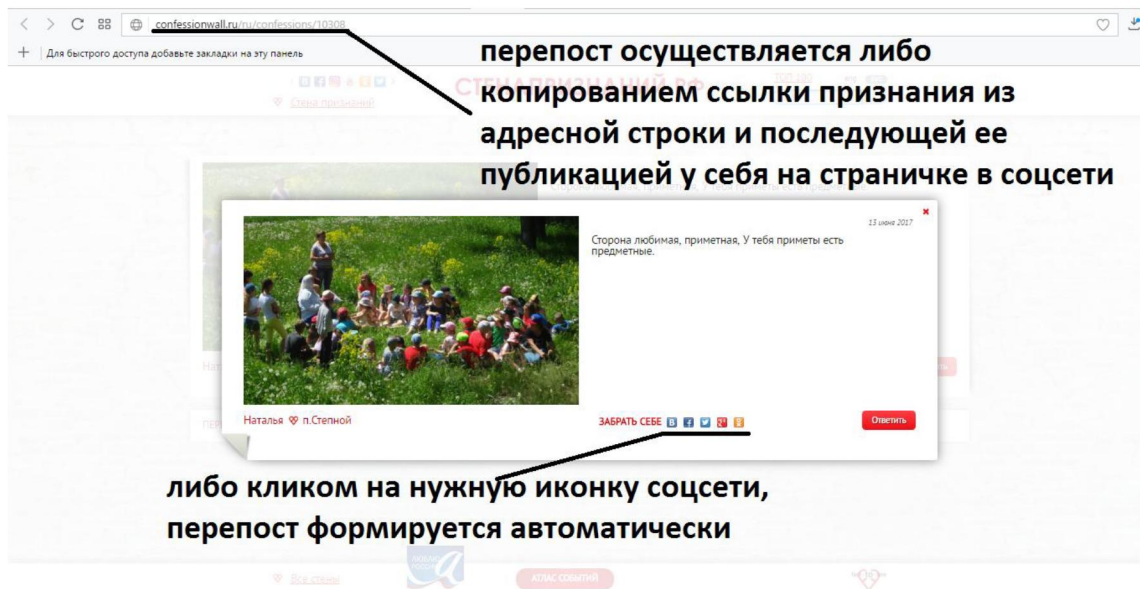 confessionwall.ru/ru/confessions/10308
Для быстрого доступа добавьте закладки на эту панель
перепост осуществляется либо
копированием ссылки признания из
адресной строки и последующей ее
публикацией у себя на страничке в соцсети
Стена признаний
13 июня 2017
Сторона любимая, приметная, У тебя приметы есть
предметные.
Наталья п.Степной
ЗАБРАТЬ СЕБЕ
Ответить
либо кликом на нужную иконку соцсети,
перепост формируется автоматически
Все стены
АТЛАС СОБЫТИЙ